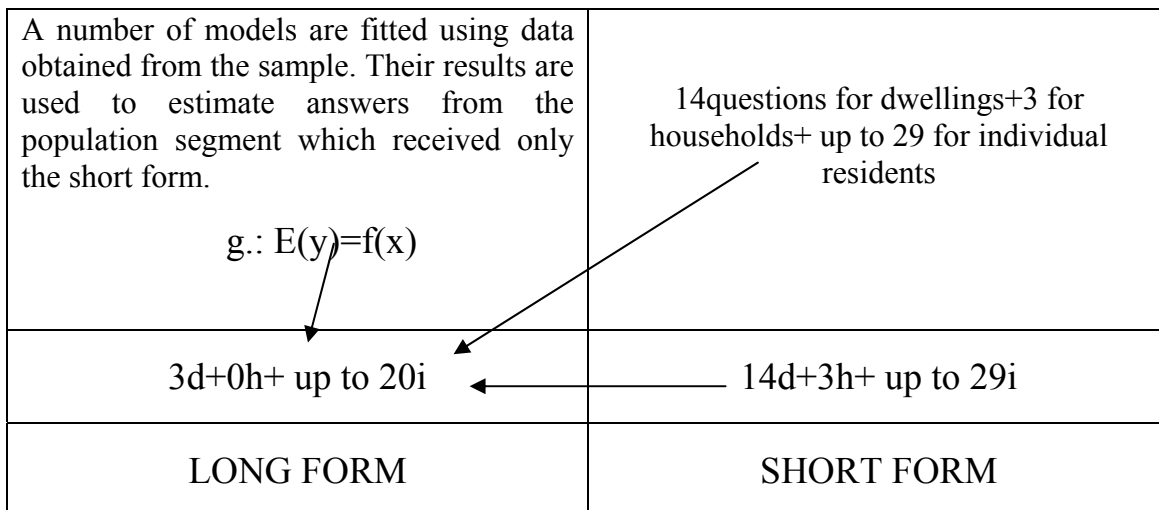 A number of models are fitted using data
obtained from the sample. Their results are
used to estimate answers from the
population segment which received only
the short form.
g.: E(y)=f(x)
14questions for dwellings+3 for
households+ up to 29 for individual
residents
3d+0h+ up to 20i
14d+3h+ up to 29i
LONG FORM
SHORT FORM